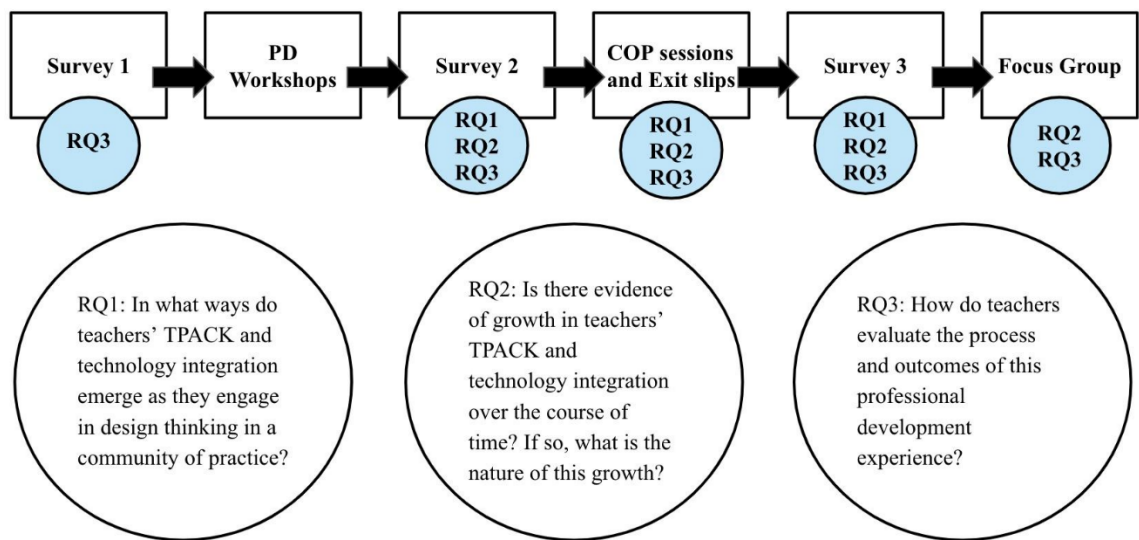 Survey 1
PD
Workshops
Survey 2
COP sessions
and Exit slips
Survey 3
Focus Group
RQ3
RQ1
RQ2
RQ3
RQ1
RQ2
RQ3
RQ1
RQ2
RQ3
RQ2
RQ3
RQ1: In what ways do
teachers’ TPACK and
technology integration
emerge as they engage
in design thinking in a
community of practice?
RQ2: Is there evidence
of growth in teachers’
TPACK and
technology integration
over the course of
time? If so, what is the
nature of this growth?
RQ3: How do teachers
evaluate the process
and outcomes of this
professional
development
experience?